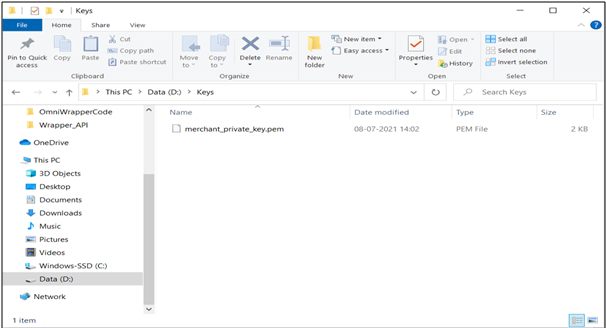 Keys
File Home Share View
Pin to Quick access
Copy
Paste
Cut
Copy path
Paste shortcut
Clipboard
Move to
Copy to
Delete
Rename
Organize
New folder
New item
Easy access
New
Properties
Open
Edit
History
Open
Select all
Select none
Invert selection
Select
This PC > Data (D:) > Keys
Search Keys
OmniWrapperCode
Wrapper_API
OneDrive
This PC
3D Objects
Desktop
Documents
Downloads
Music
Pictures
Videos
Windows-SSD (C:)
Data (D:)
Network
Name Date modified Type Size
merchant_private_key.pem 08-07-2021 14:02 PEM File 2 KB
1 item